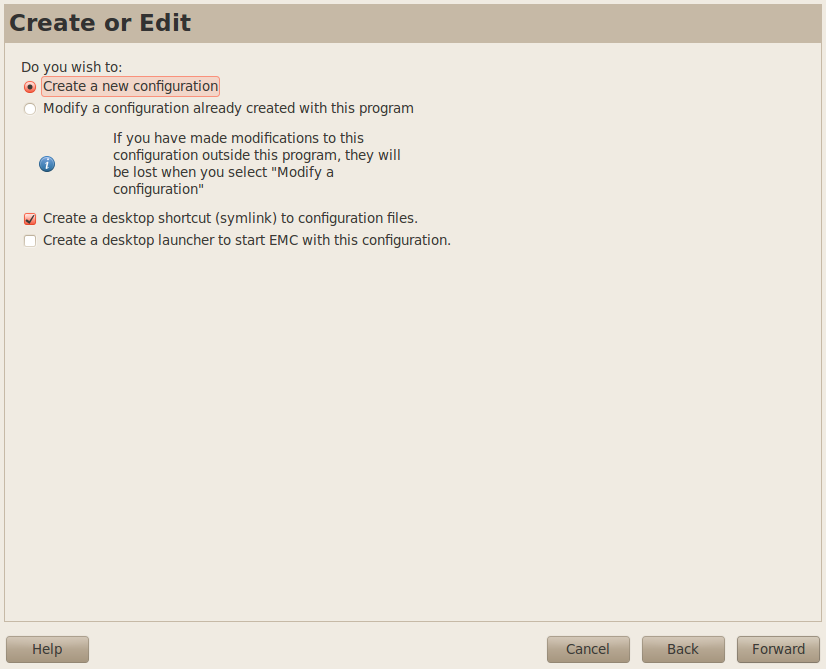 Create or Edit
Do you wish to:
Create a new configuration
Modify a configuration already created with this program
If you have made modifications to this
configuration outside this program, they will
be lost when you select "Modify a
configuration"
Create a desktop shortcut (symlink) to configuration files.
Create a desktop launcher to start EMC with this configuration.
Help
Cancel
Back
Forward